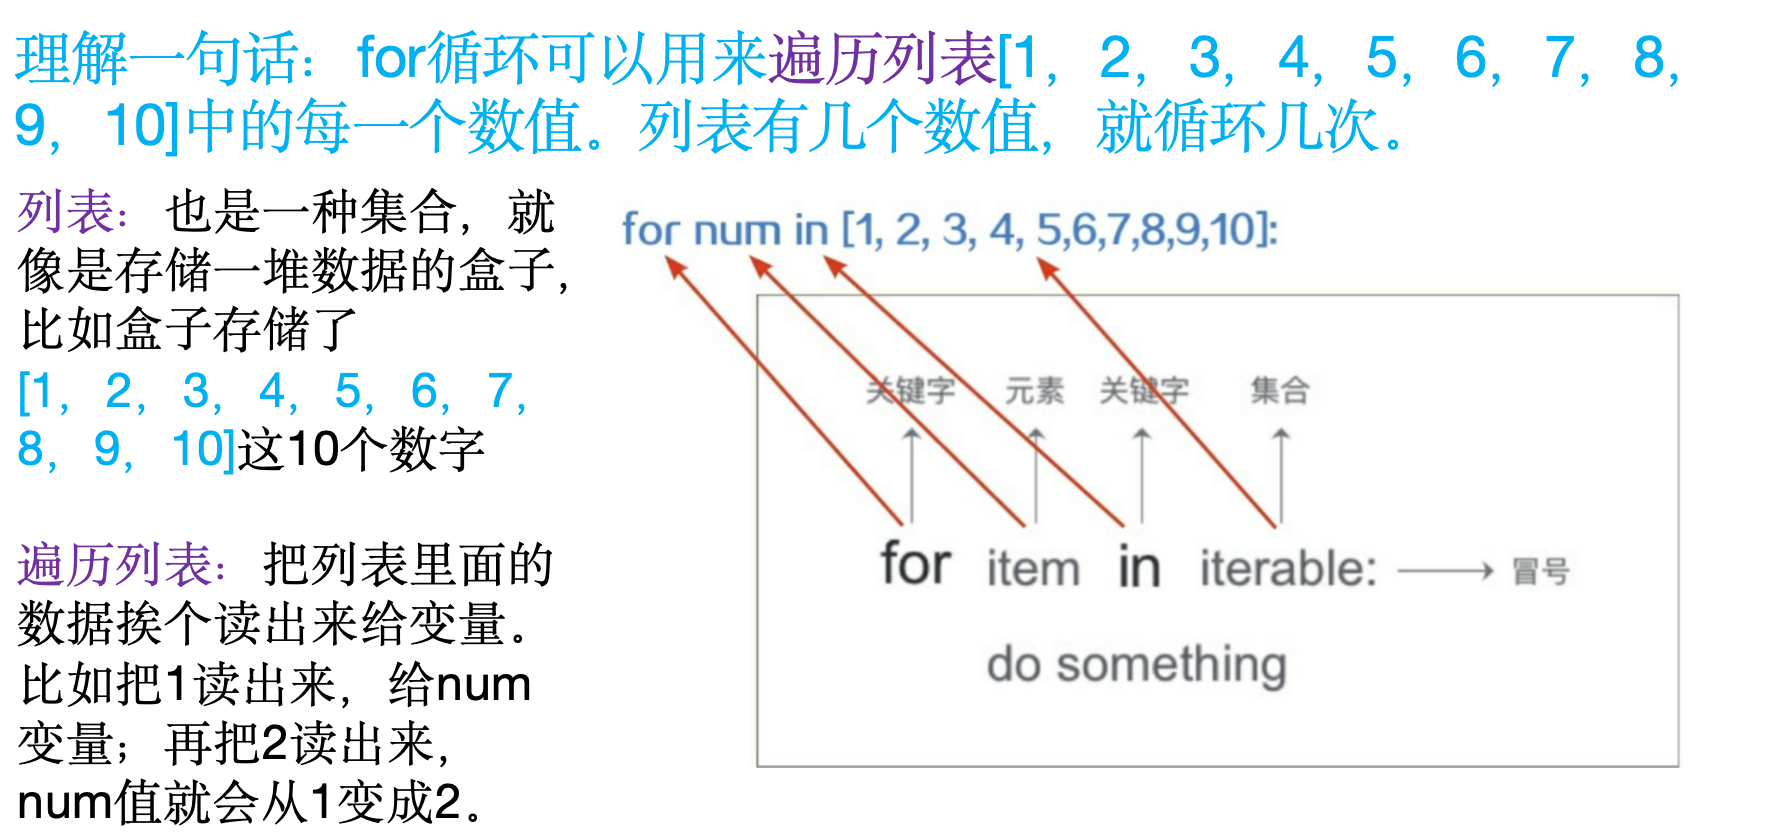 理解一句话：for循环可以用来遍历列表[1，2，3，4，5，6，7，8，
9，10]中的每一个数值。列表有几个数值，就循环几次。
列表：也是一种集合，就
像是存储一堆数据的盒子，
比如盒子存储了
[1，2，3，4，5，6，7，
8，9，10]这10个数字
遍历列表：把列表里面的
数据挨个读出来给变量。
比如把1读出来，给num
变量；再把2读出来，
num值就会从1变成2。
for num in [1, 2, 3, 4, 5,6,7,8,9,10]:
关键字 元素 关键字 集合
for item in iterable: 冒号
do something